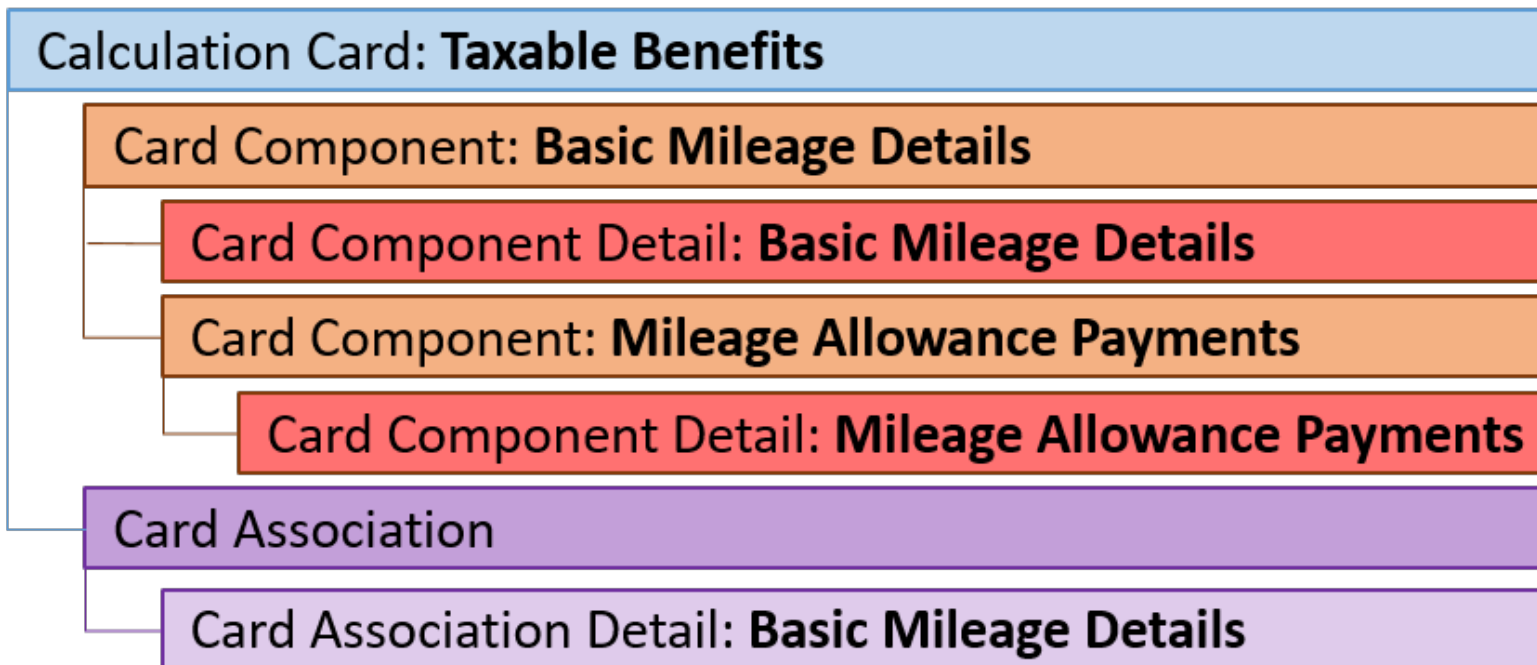 Calculation Card: Taxable Benefits
Card Component: Basic Mileage Details
Card Component Detail: Basic Mileage Details
Card Component: Mileage Allowance Payments
Card Component Detail: Mileage Allowance Payments
Card Association
Card Association Detail: Basic Mileage Details